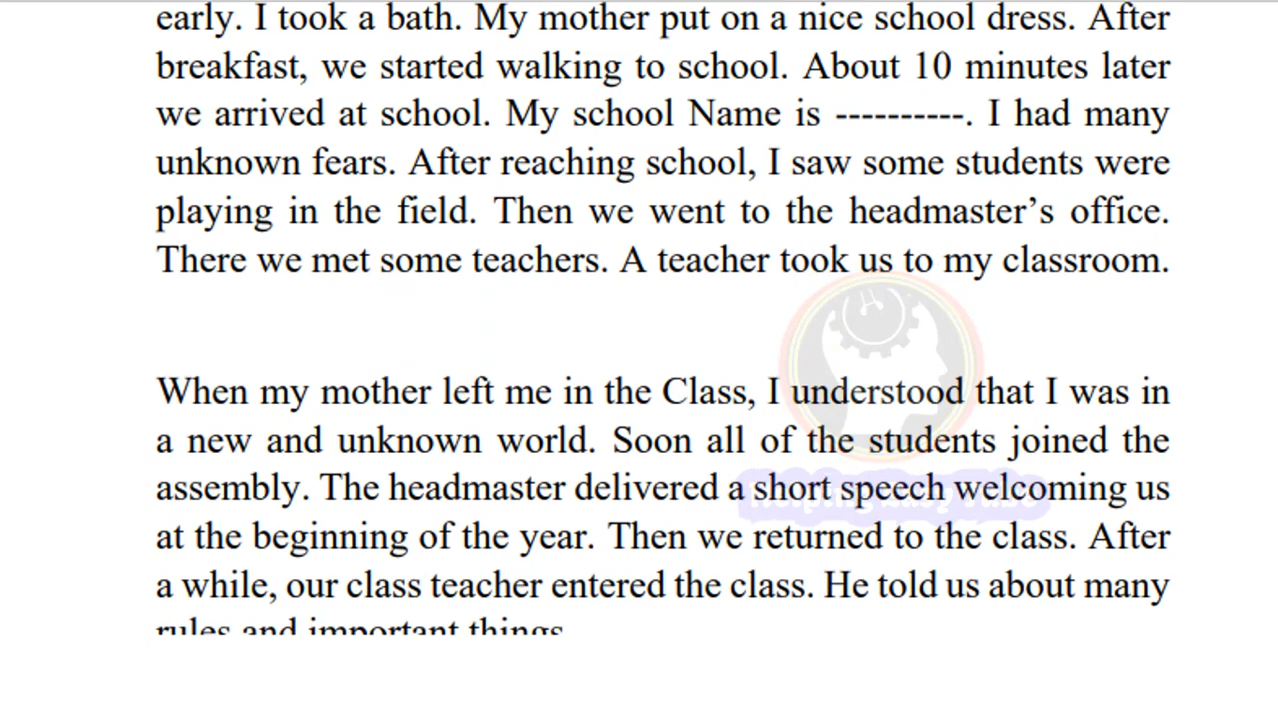 early. I took a bath. My mother put on a nice school dress. After
breakfast, we started walking to school. About 10 minutes later
we arrived at school. My school Name is ----------. I had many
unknown fears. After reaching school, I saw some students were
playing in the field. Then we went to the headmaster’s office.
There we met some teachers. A teacher took us to my classroom.
When my mother left me in the Class, I understood that I was in
a new and unknown world. Soon all of the students joined the
assembly. The headmaster delivered a short speech welcoming us
at the beginning of the year. Then we returned to the class. After
a while, our class teacher entered the class. He told us about many
rules and important things